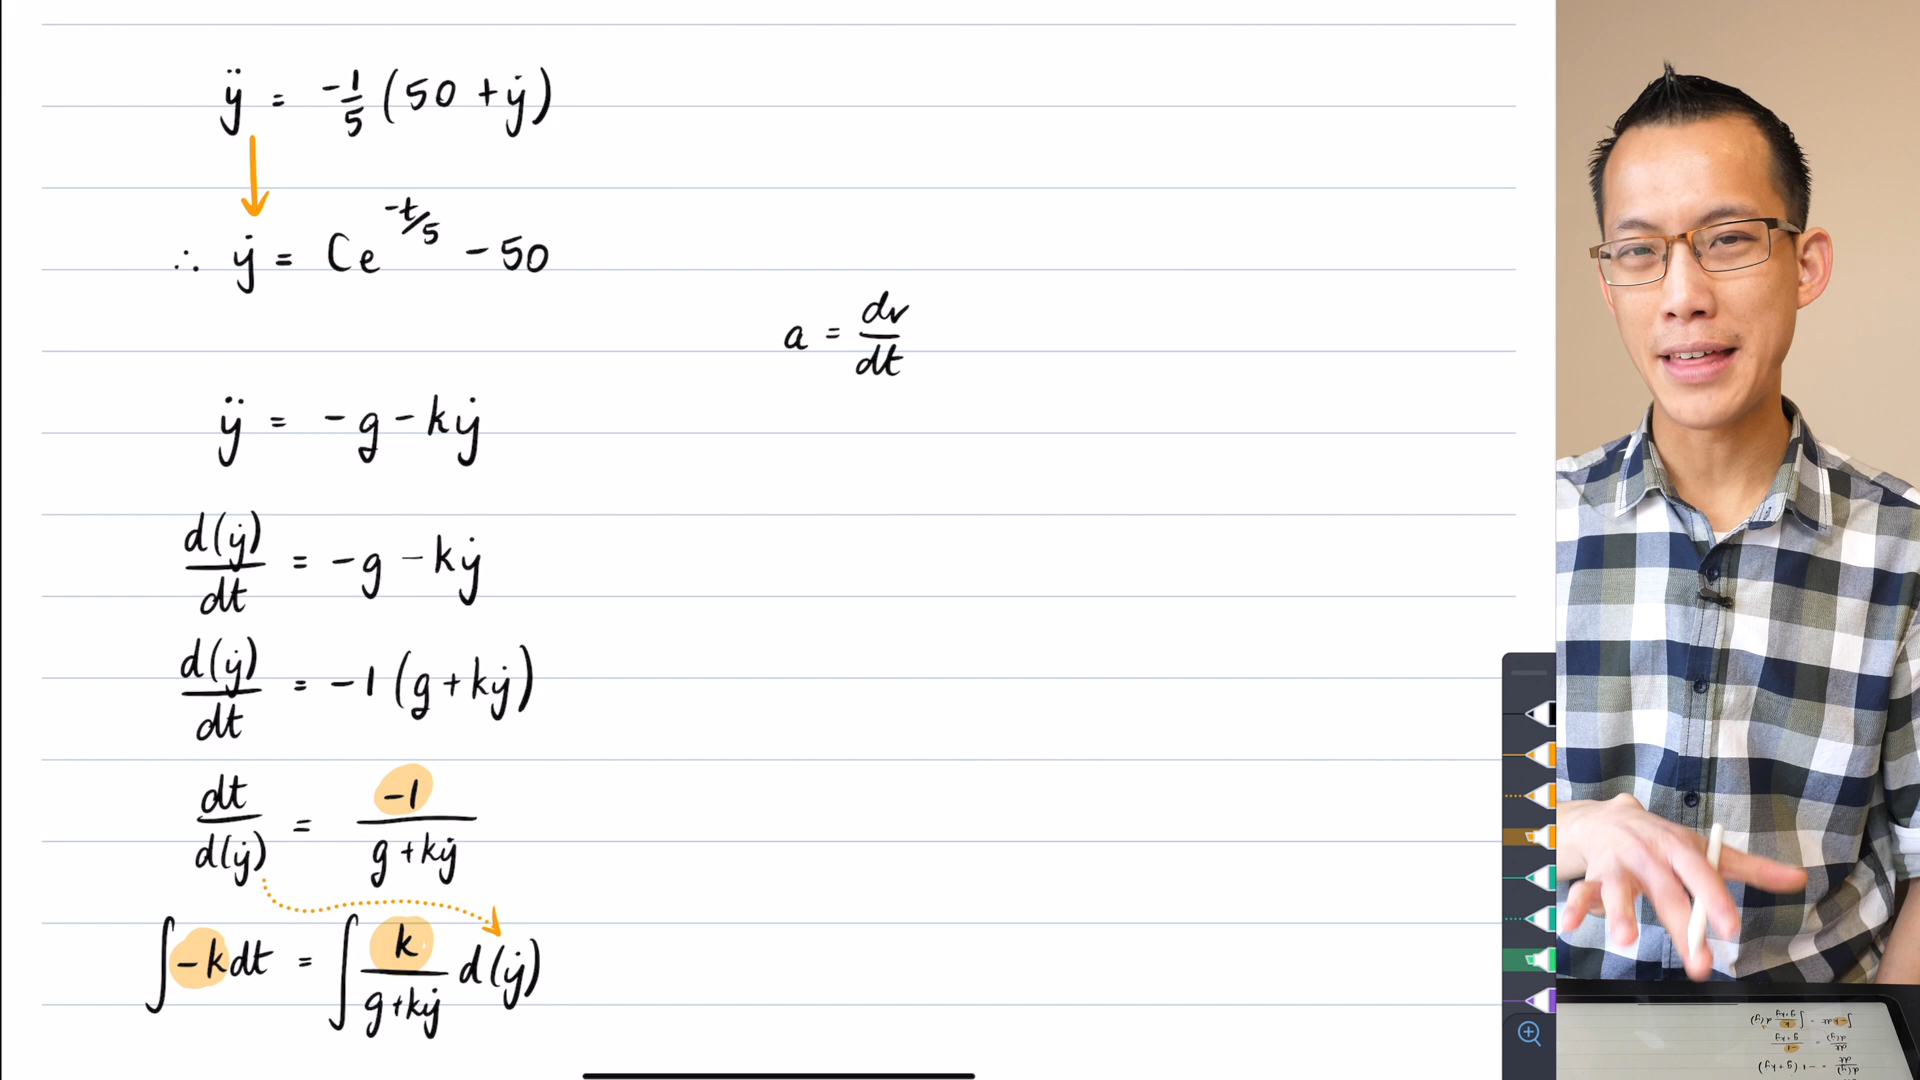 ÿ = -1/5 (50 + ẏ)
∴ ẏ = Ce^(-t/5) - 50
a = dv/dt
ÿ = -g - kẏ
d(ẏ)/dt = -g - kẏ
d(ẏ)/dt = -1 (g + kẏ)
dt/d(ẏ) = -1/(g + kẏ)
∫ -k dt = ∫ k/(g + kẏ) d(ẏ)